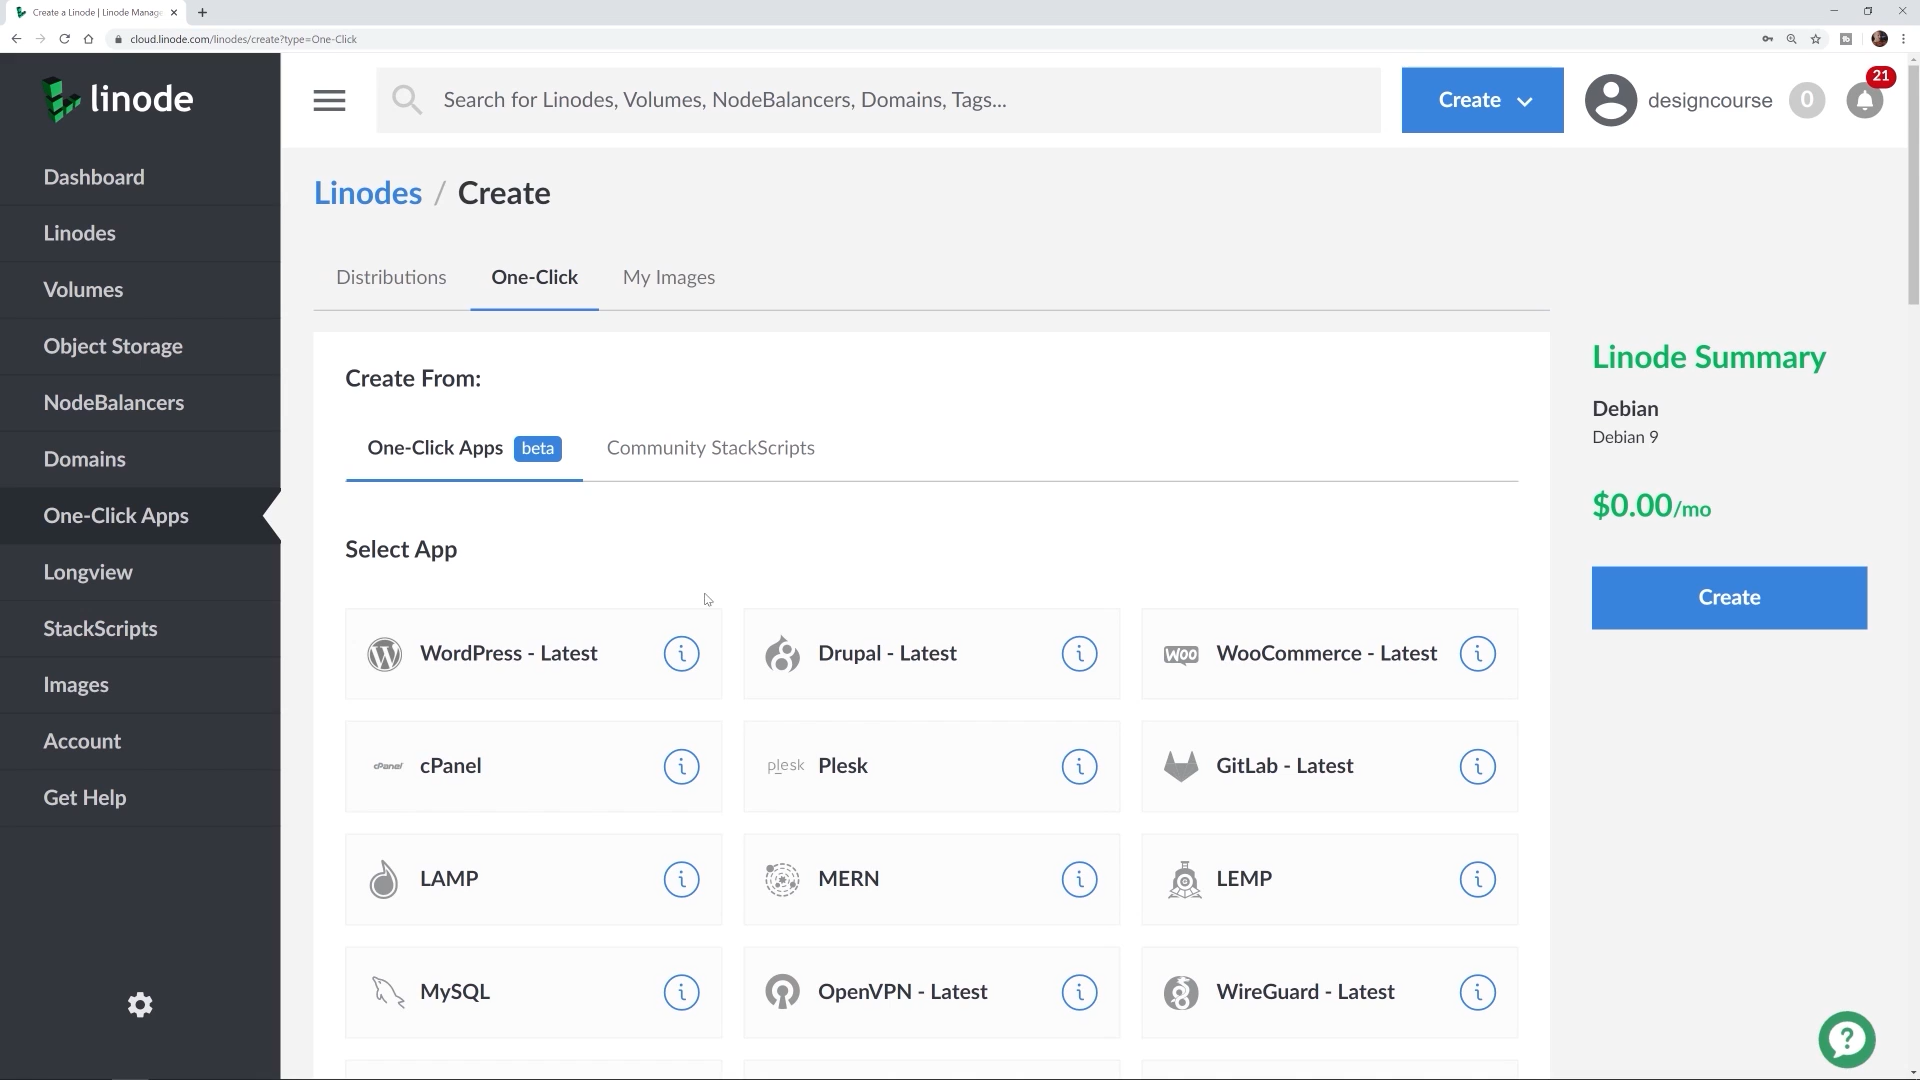 Create a Linode | Linode Manage
cloud.linode.com/linodes/create?type=One-Click
linode
Search for Linodes, Volumes, NodeBalancers, Domains, Tags...
Create
designcourse
0
21
Dashboard
Linodes
Volumes
Object Storage
NodeBalancers
Domains
One-Click Apps
Longview
StackScripts
Images
Account
Get Help
Linodes / Create
Distributions
One-Click
My Images
Create From:
One-Click Apps beta
Community StackScripts
Select App
WordPress - Latest
i
Drupal - Latest
i
WOO
WooCommerce - Latest
i
cPanel
cPanel
i
plesk
Plesk
i
GitLab - Latest
i
LAMP
i
MERN
i
LEMP
i
MySQL
i
OpenVPN - Latest
i
WireGuard - Latest
i
Linode Summary
Debian
Debian 9
$0.00/mo
Create
?